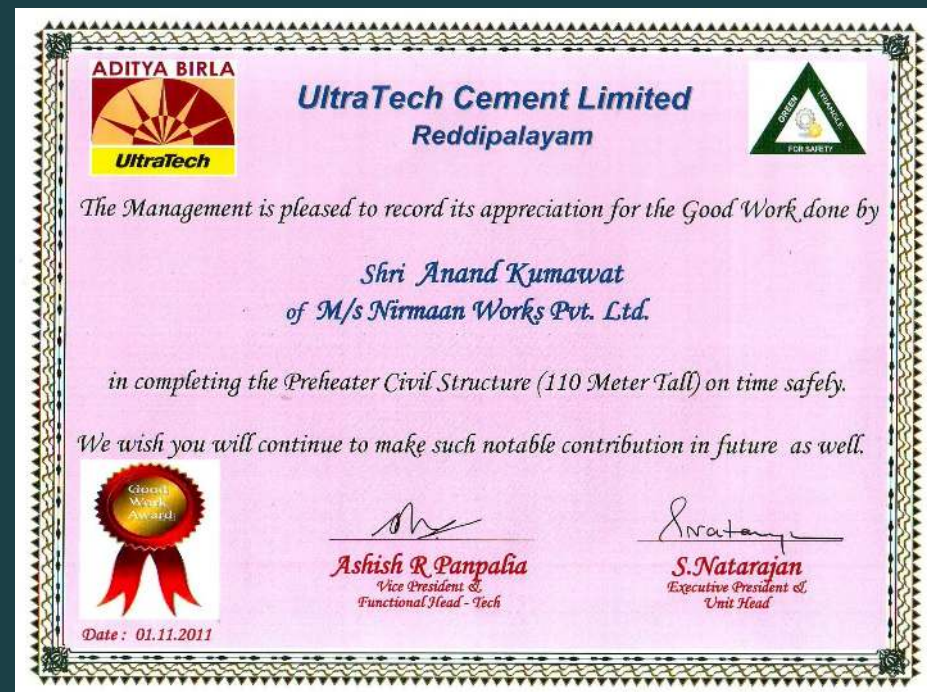 ADITYA BIRLA
UltraTech
UltraTech Cement Limited
Reddipalayam
GREEN TRIANGLE
FOR SAFETY
The Management is pleased to record its appreciation for the Good Work done by
Shri Anand Kumawat
of M/s Nirmaan Works Pvt. Ltd.
in completing the Preheater Civil Structure (110 Meter Tall) on time safely.
We wish you will continue to make such notable contribution in future as well.
Good
Work
Award
Ashish R Panpalia
Vice President &
Functional Head - Tech
S.Natarajan
Executive President &
Unit Head
Date : 01.11.2011